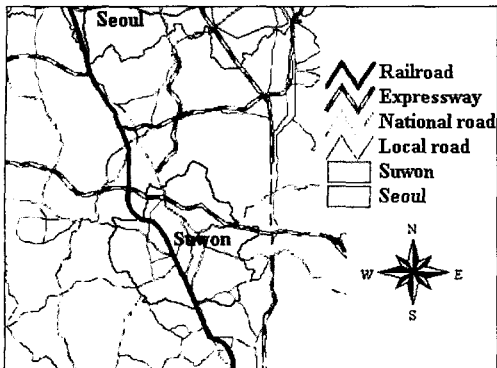 Seoul
Railroad
Expressway
National road
Local road
Suwon
Seoul
Suwon
N
W E
S